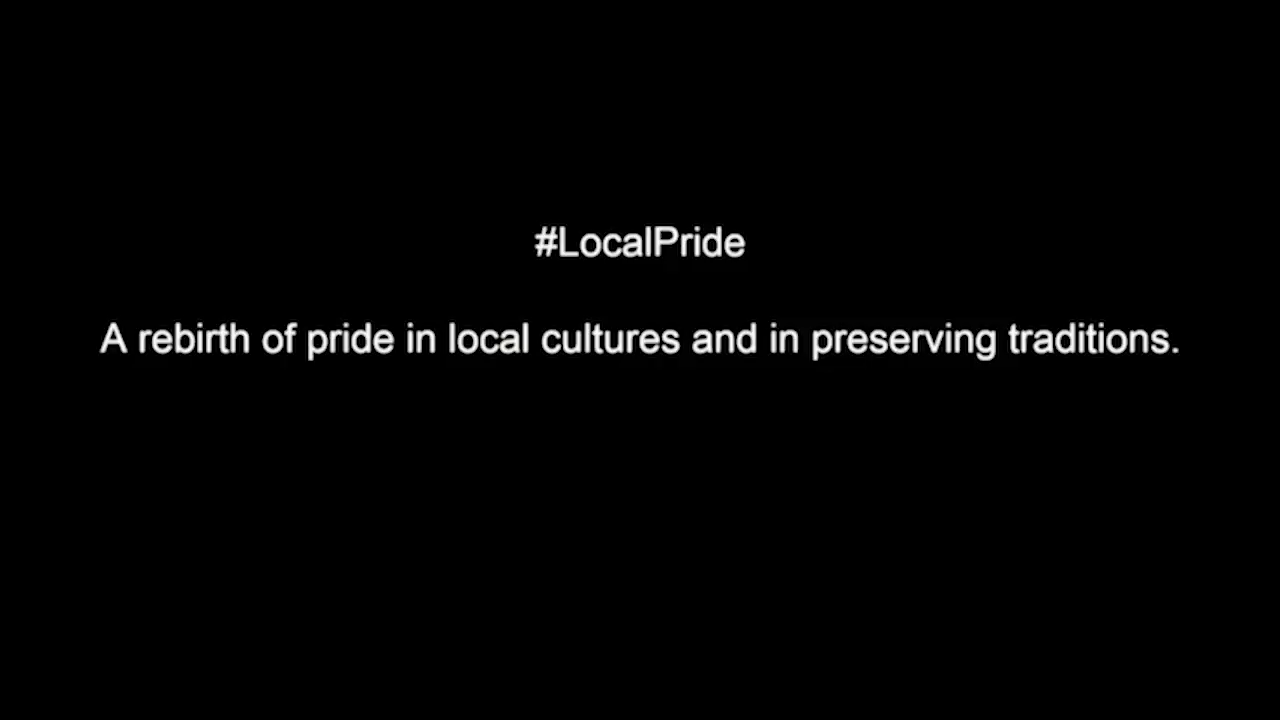 #LocalPride
A rebirth of pride in local cultures and in preserving traditions.